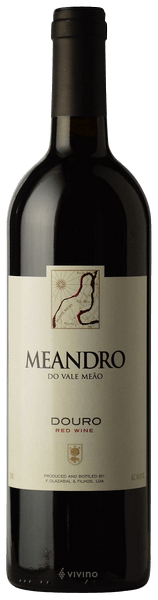 MEANDRO
DO VALE MEÃO
DOURO
RED WINE
PRODUCED AND BOTTLED BY:
F. OLAZABAL & FILHOS, LDA
VIVINO